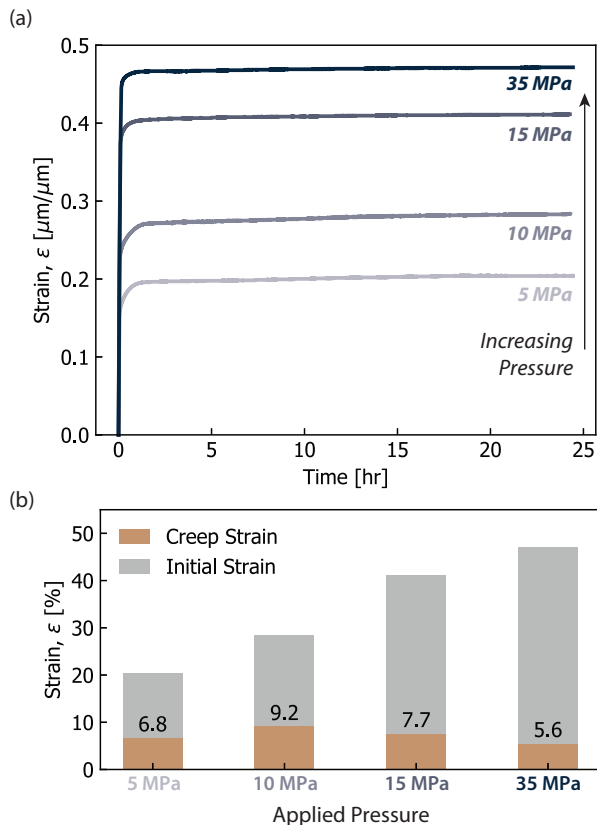 (a)
Strain, ε [μm/μm]
0.5
0.4
0.3
0.2
0.1
0.0
35 MPa
15 MPa
10 MPa
5 MPa
Increasing
Pressure
0 5 10 15 20 25
Time [hr]
(b)
Strain, ε [%]
50
40
30
20
10
0
Creep Strain
Initial Strain
6.8 9.2 7.7 5.6
5 MPa 10 MPa 15 MPa 35 MPa
Applied Pressure